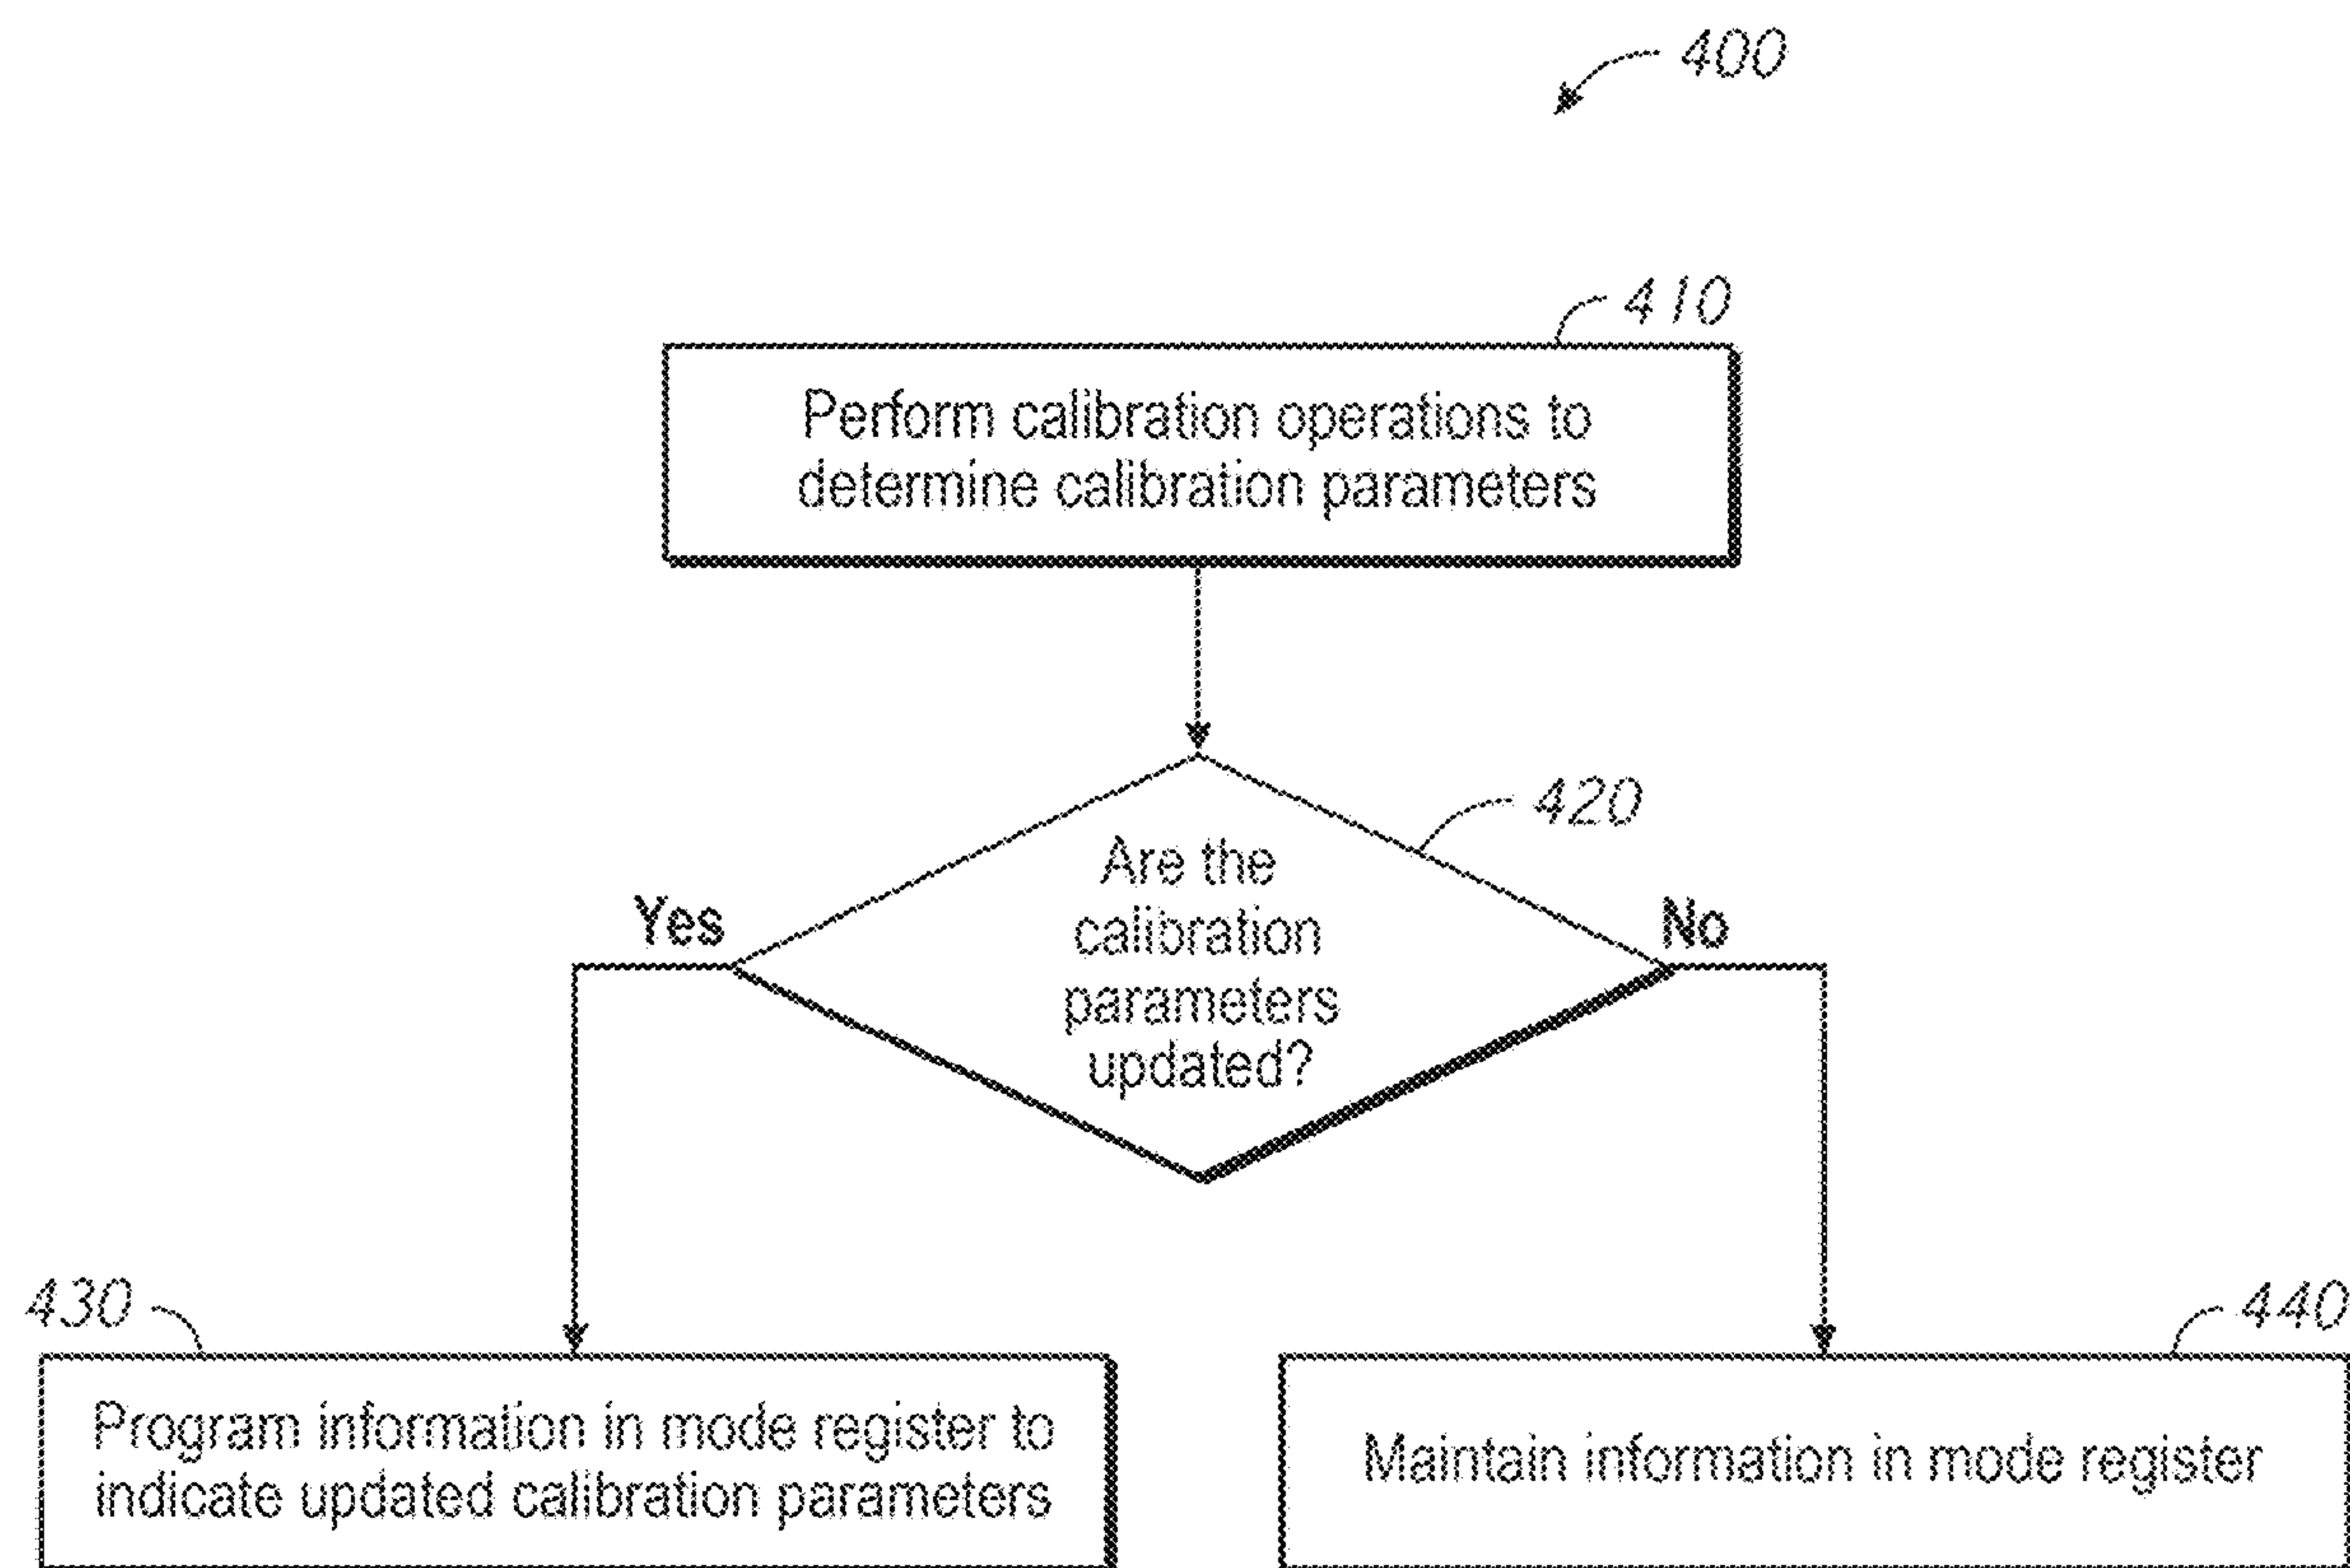 400
410
Perform calibration operations to
determine calibration parameters
420
Are the
calibration
parameters
updated?
Yes
No
430
440
Program information in mode register to
indicate updated calibration parameters
Maintain information in mode register